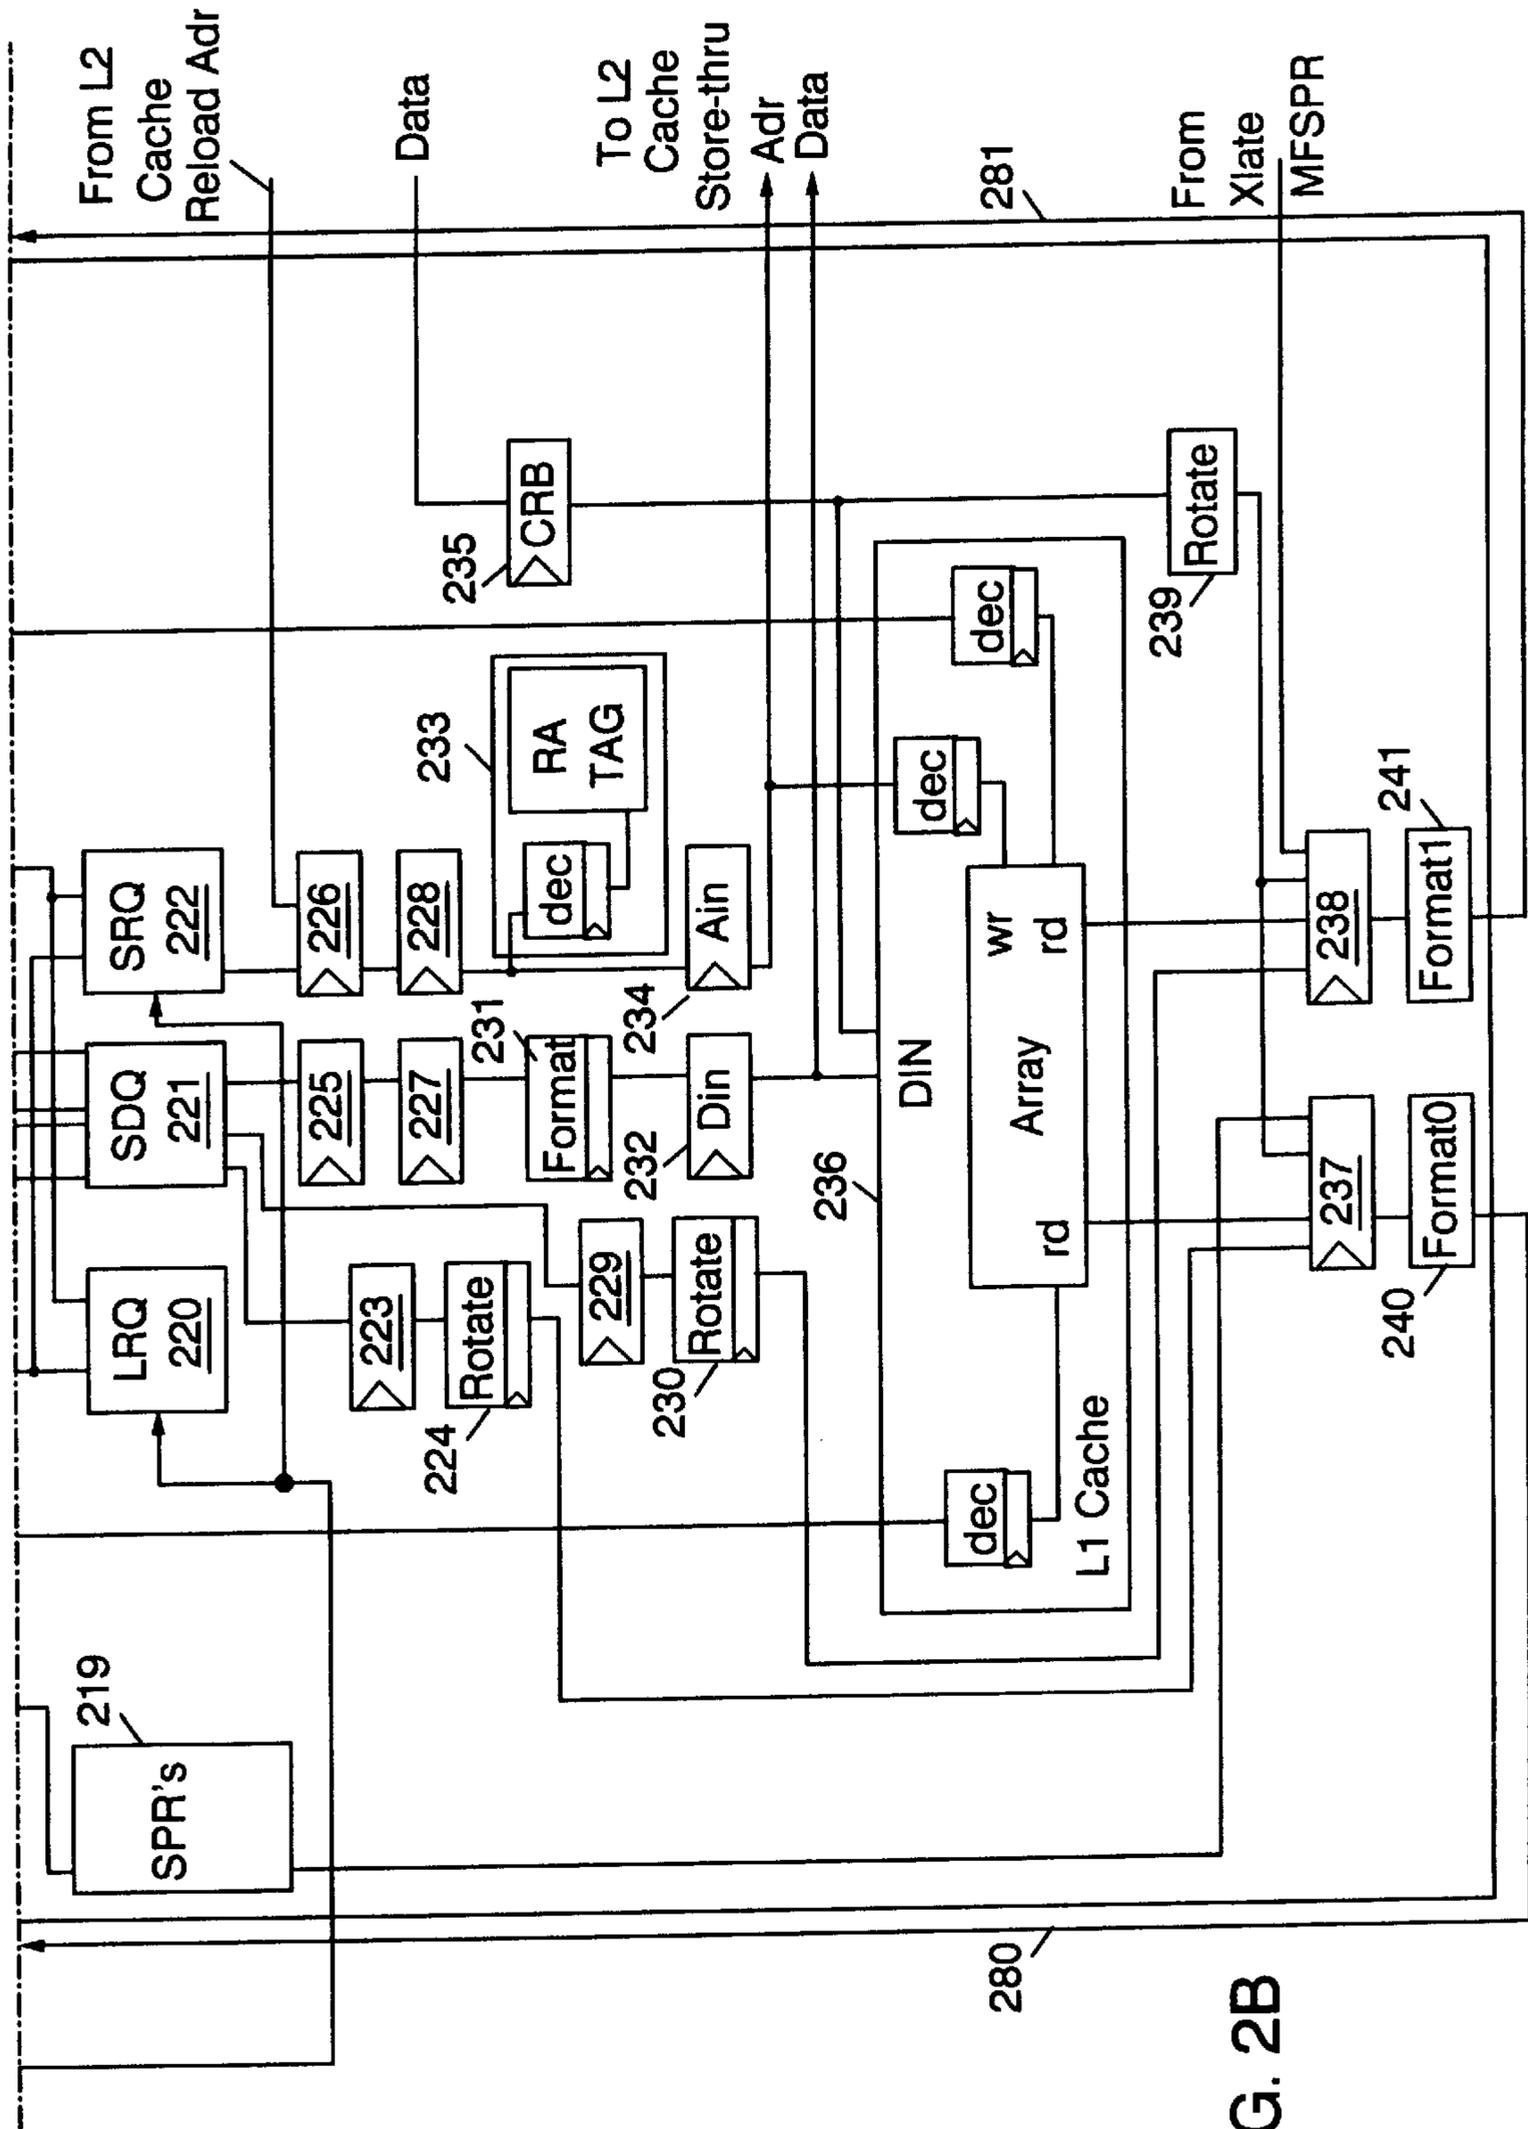 From L2
Cache
Reload Adr
Data
To L2
Cache
Store-thru
Adr
Data
From
Xlate
MFSPR
281
235
CRB
Rotate
239
SRQ
222
226
228
233
RA
TAG
dec
234
Ain
dec
dec
SDQ
221
225
227
231
Format
232
Din
DIN
236
Array
wr
rd
rd
238
241
Format1
LRQ
220
223
Rotate
224
229
Rotate
230
dec
L1 Cache
237
Format0
240
219
SPR's
280
G. 2B